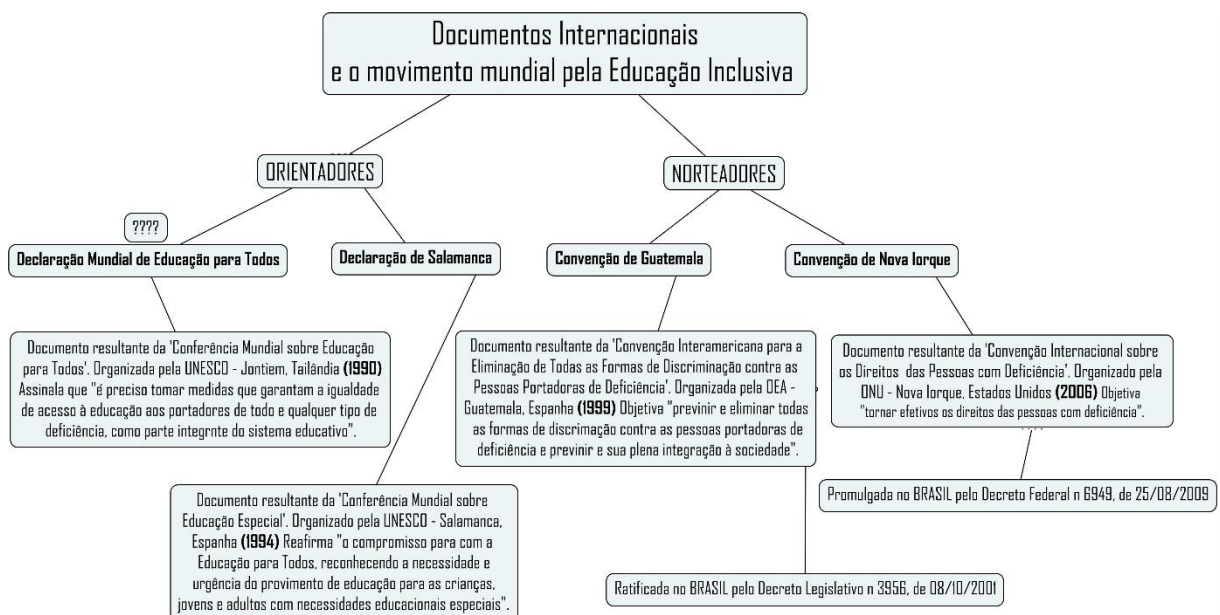 Documentos Internacionais
e o movimento mundial pela Educação Inclusiva
ORIENTADORES
NORTEADORES
????
Declaração Mundial de Educação para Todos
Declaração de Salamanca
Convenção de Guatemala
Convenção de Nova Iorque
Documento resultante da 'Conferência Mundial sobre Educação
para Todos'. Organizada pela UNESCO - Jontiem, Tailândia (1990)
Assinala que "é preciso tomar medidas que garantam a igualdade
de acesso à educação aos portadores de todo e qualquer tipo de
deficiência, como parte integrnte do sistema educativo".
Documento resultante da 'Convenção Interamericana para a
Eliminação de Todas as Formas de Discriminação contra as
Pessoas Portadoras de Deficiência'. Organizada pela OEA -
Guatemala, Espanha (1999) Objetiva "previnir e eliminar todas
as formas de discrimação contra as pessoas portadoras de
deficiência e previnir e sua plena integração à sociedade".
Documento resultante da 'Convenção Internacional sobre
os Direitos das Pessoas com Deficiência'. Organizado pela
ONU - Nova Iorque, Estados Unidos (2006) Objetiva
"tornar efetivos os direitos das pessoas com deficiência".
Documento resultante da 'Conferência Mundial sobre
Educação Especial'. Organizado pela UNESCO - Salamanca,
Espanha (1994) Reafirma "o compromisso para com a
Educação para Todos, reconhecendo a necessidade e
urgência do provimento de educação para as crianças,
jovens e adultos com necessidades educacionais especiais".
Promulgada no BRASIL pelo Decreto Federal n 6949, de 25/08/2009
Ratificada no BRASIL pelo Decreto Legislativo n 3956, de 08/10/2001